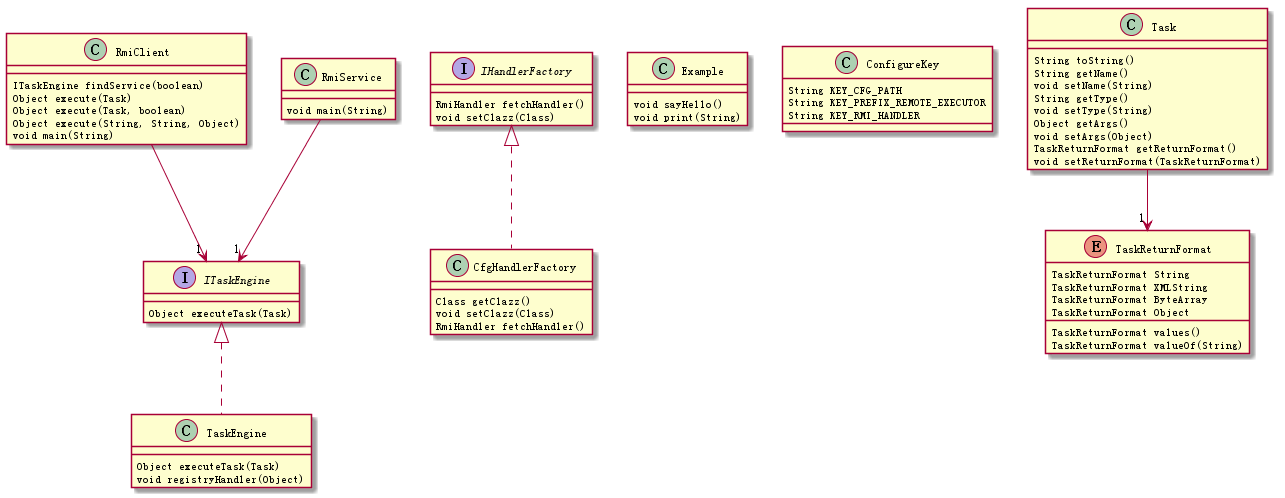 C RmiClient
ITaskEngine findService(boolean)
Object execute(Task)
Object execute(Task, boolean)
Object execute(String, String, Object)
void main(String)
C RmiService
void main(String)
I IHandlerFactory
RmiHandler fetchHandler()
void setClazz(Class)
C Example
void sayHello()
void print(String)
C ConfigureKey
String KEY_CFG_PATH
String KEY_PREFIX_REMOTE_EXECUTOR
String KEY_RMI_HANDLER
C Task
String toString()
String getName()
void setName(String)
String getType()
void setType(String)
Object getArgs()
void setArgs(Object)
TaskReturnFormat getReturnFormat()
void setReturnFormat(TaskReturnFormat)
1
1
1
I ITaskEngine
Object executeTask(Task)
C CfgHandlerFactory
Class getClazz()
void setClazz(Class)
RmiHandler fetchHandler()
E TaskReturnFormat
TaskReturnFormat String
TaskReturnFormat XMLString
TaskReturnFormat ByteArray
TaskReturnFormat Object
TaskReturnFormat values()
TaskReturnFormat valueOf(String)
C TaskEngine
Object executeTask(Task)
void registryHandler(Object)